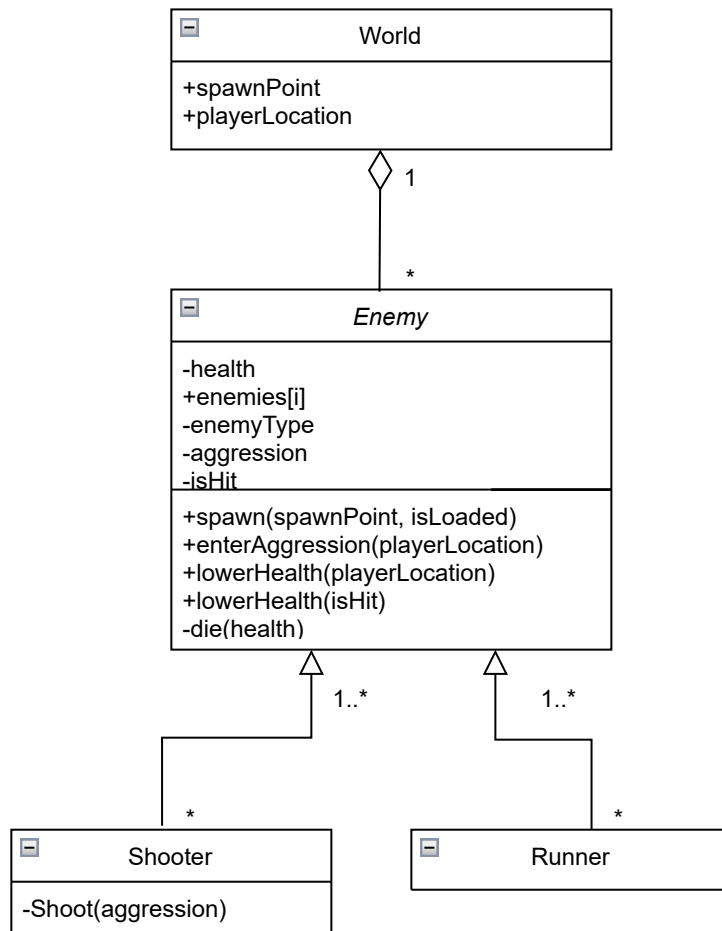 World
+spawnPoint
+playerLocation
1
*
Enemy
-health
+enemies[i]
-enemyType
-aggression
-isHit
+spawn(spawnPoint, isLoaded)
+enterAggression(playerLocation)
+lowerHealth(playerLocation)
+lowerHealth(isHit)
-die(health)
1..*
1..*
*
*
Shooter
Runner
-Shoot(aggression)